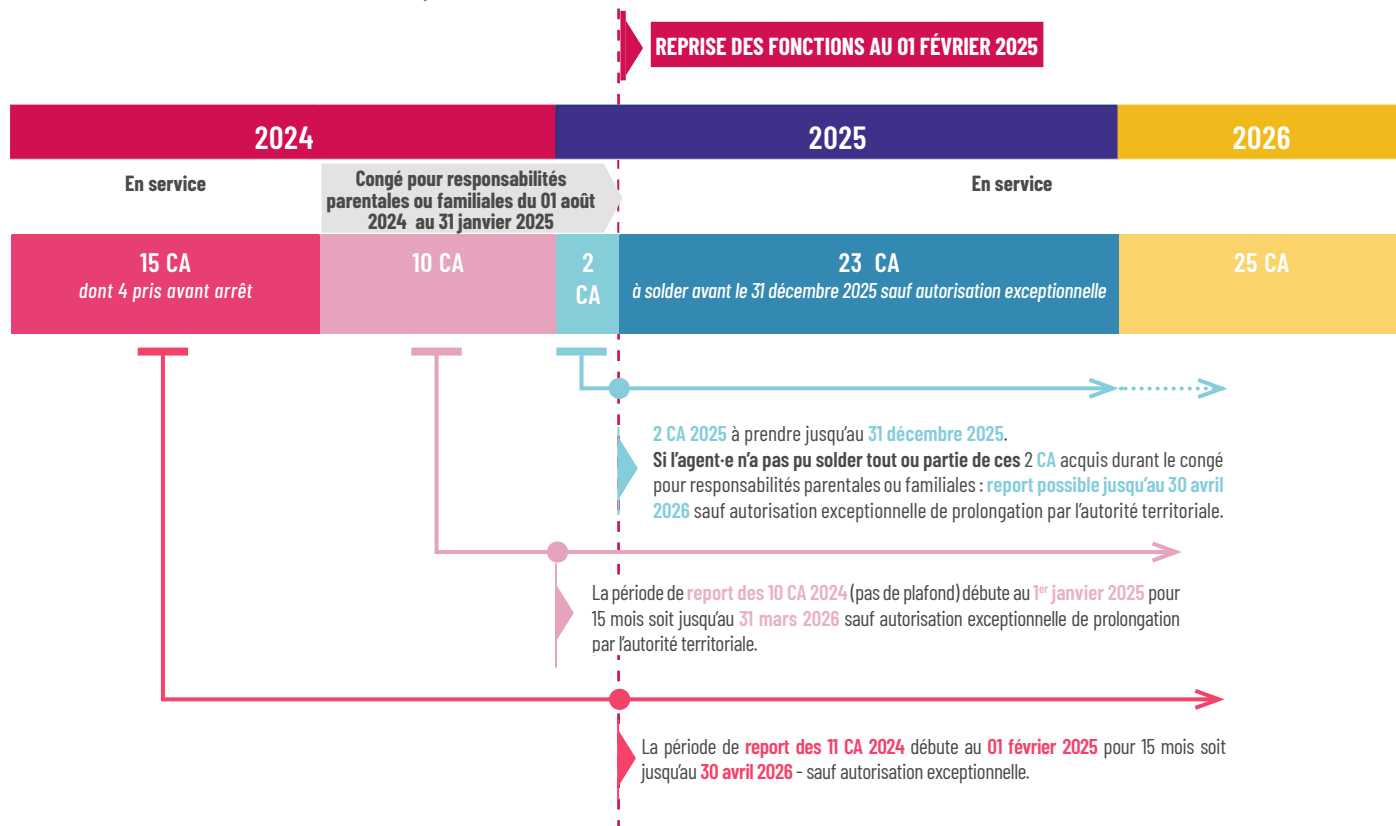 REPRISE DES FONCTIONS AU 01 FÉVRIER 2025
2024
2025
2026
En service
Congé pour responsabilités
parentales ou familiales du 01 août
2024 au 31 janvier 2025
En service
15 CA
dont 4 pris avant arrêt
10 CA
2
CA
23 CA
à solder avant le 31 décembre 2025 sauf autorisation exceptionnelle
25 CA
2 CA 2025 à prendre jusqu’au 31 décembre 2025.
Si l’agent·e n’a pas pu solder tout ou partie de ces 2 CA acquis durant le congé
pour responsabilités parentales ou familiales : report possible jusqu’au 30 avril
2026 sauf autorisation exceptionnelle de prolongation par l’autorité territoriale.
La période de report des 10 CA 2024 (pas de plafond) débute au 1er janvier 2025 pour
15 mois soit jusqu’au 31 mars 2026 sauf autorisation exceptionnelle de prolongation
par l’autorité territoriale.
La période de report des 11 CA 2024 débute au 01 février 2025 pour 15 mois soit
jusqu’au 30 avril 2026 - sauf autorisation exceptionnelle.